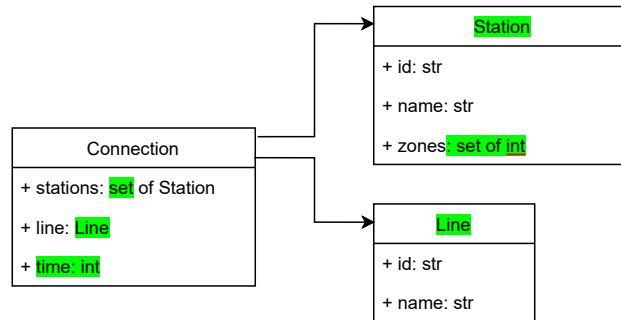 Station
+ id: str
+ name: str
+ zones: set of int
Connection
+ stations: set of Station
+ line: Line
+ time: int
Line
+ id: str
+ name: str